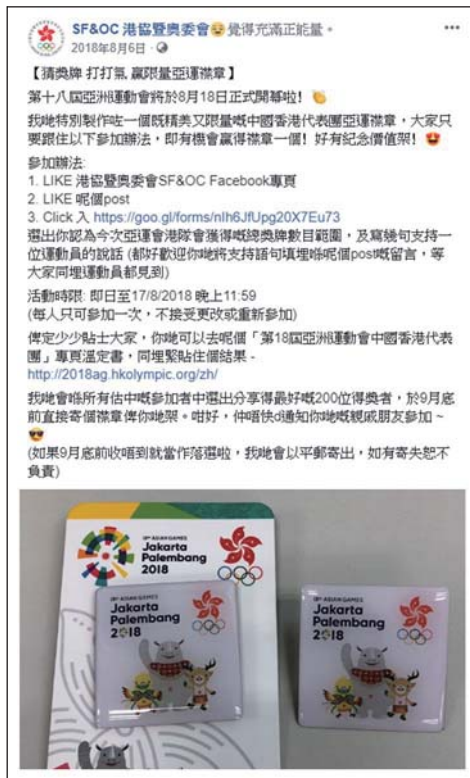 SF&OC 港協暨奧委會 覺得充滿正能量。
2018年8月6日
【猜獎牌 打打氣 贏限量亞運襟章】
第十八屆亞洲運動會將於8月18日正式開幕啦!
我哋特別製作咗一個既精美又限量嘅中國香港代表團亞運襟章,大家只
要跟住以下參加辦法,即有機會贏得襟章一個! 好有紀念價值架!
參加辦法:
1. LIKE 港協暨奧委會SF&OC Facebook專頁
2. LIKE 呢個post
3. Click 入 https://goo.gl/forms/nIh6JfUpg20X7Eu73
選出你認為今次亞運會港隊會獲得嘅總獎牌數目範圍,及寫幾句支持一
位運動員的說話 (都好歡迎你哋將支持語句填埋喺呢個post嘅留言,等
大家同埋運動員都見到)
活動時限: 即日至17/8/2018 晚上11:59
(每人只可參加一次,不接受更改或重新參加)
俾定少少貼士大家,你哋可以去呢個「第18屆亞洲運動會中國香港代表
團」專頁溫定書,同埋緊貼住個結果 -
http://2018ag.hkolympic.org/zh/
我哋會喺所有估中嘅參加者中選出分享得最好嘅200位得獎者,於9月底
前直接寄個襟章俾你哋架。咁好,仲唔快d通知你哋嘅親戚朋友參加 ~
(如果9月底前收唔到就當作落選啦,我哋會以平郵寄出,如有寄失恕不
負責)
18th ASIAN GAMES
Jakarta
Palembang
2018
18th ASIAN GAMES
Jakarta
Palembang
2018
18th ASIAN GAMES
Jakarta
Palembang
2018